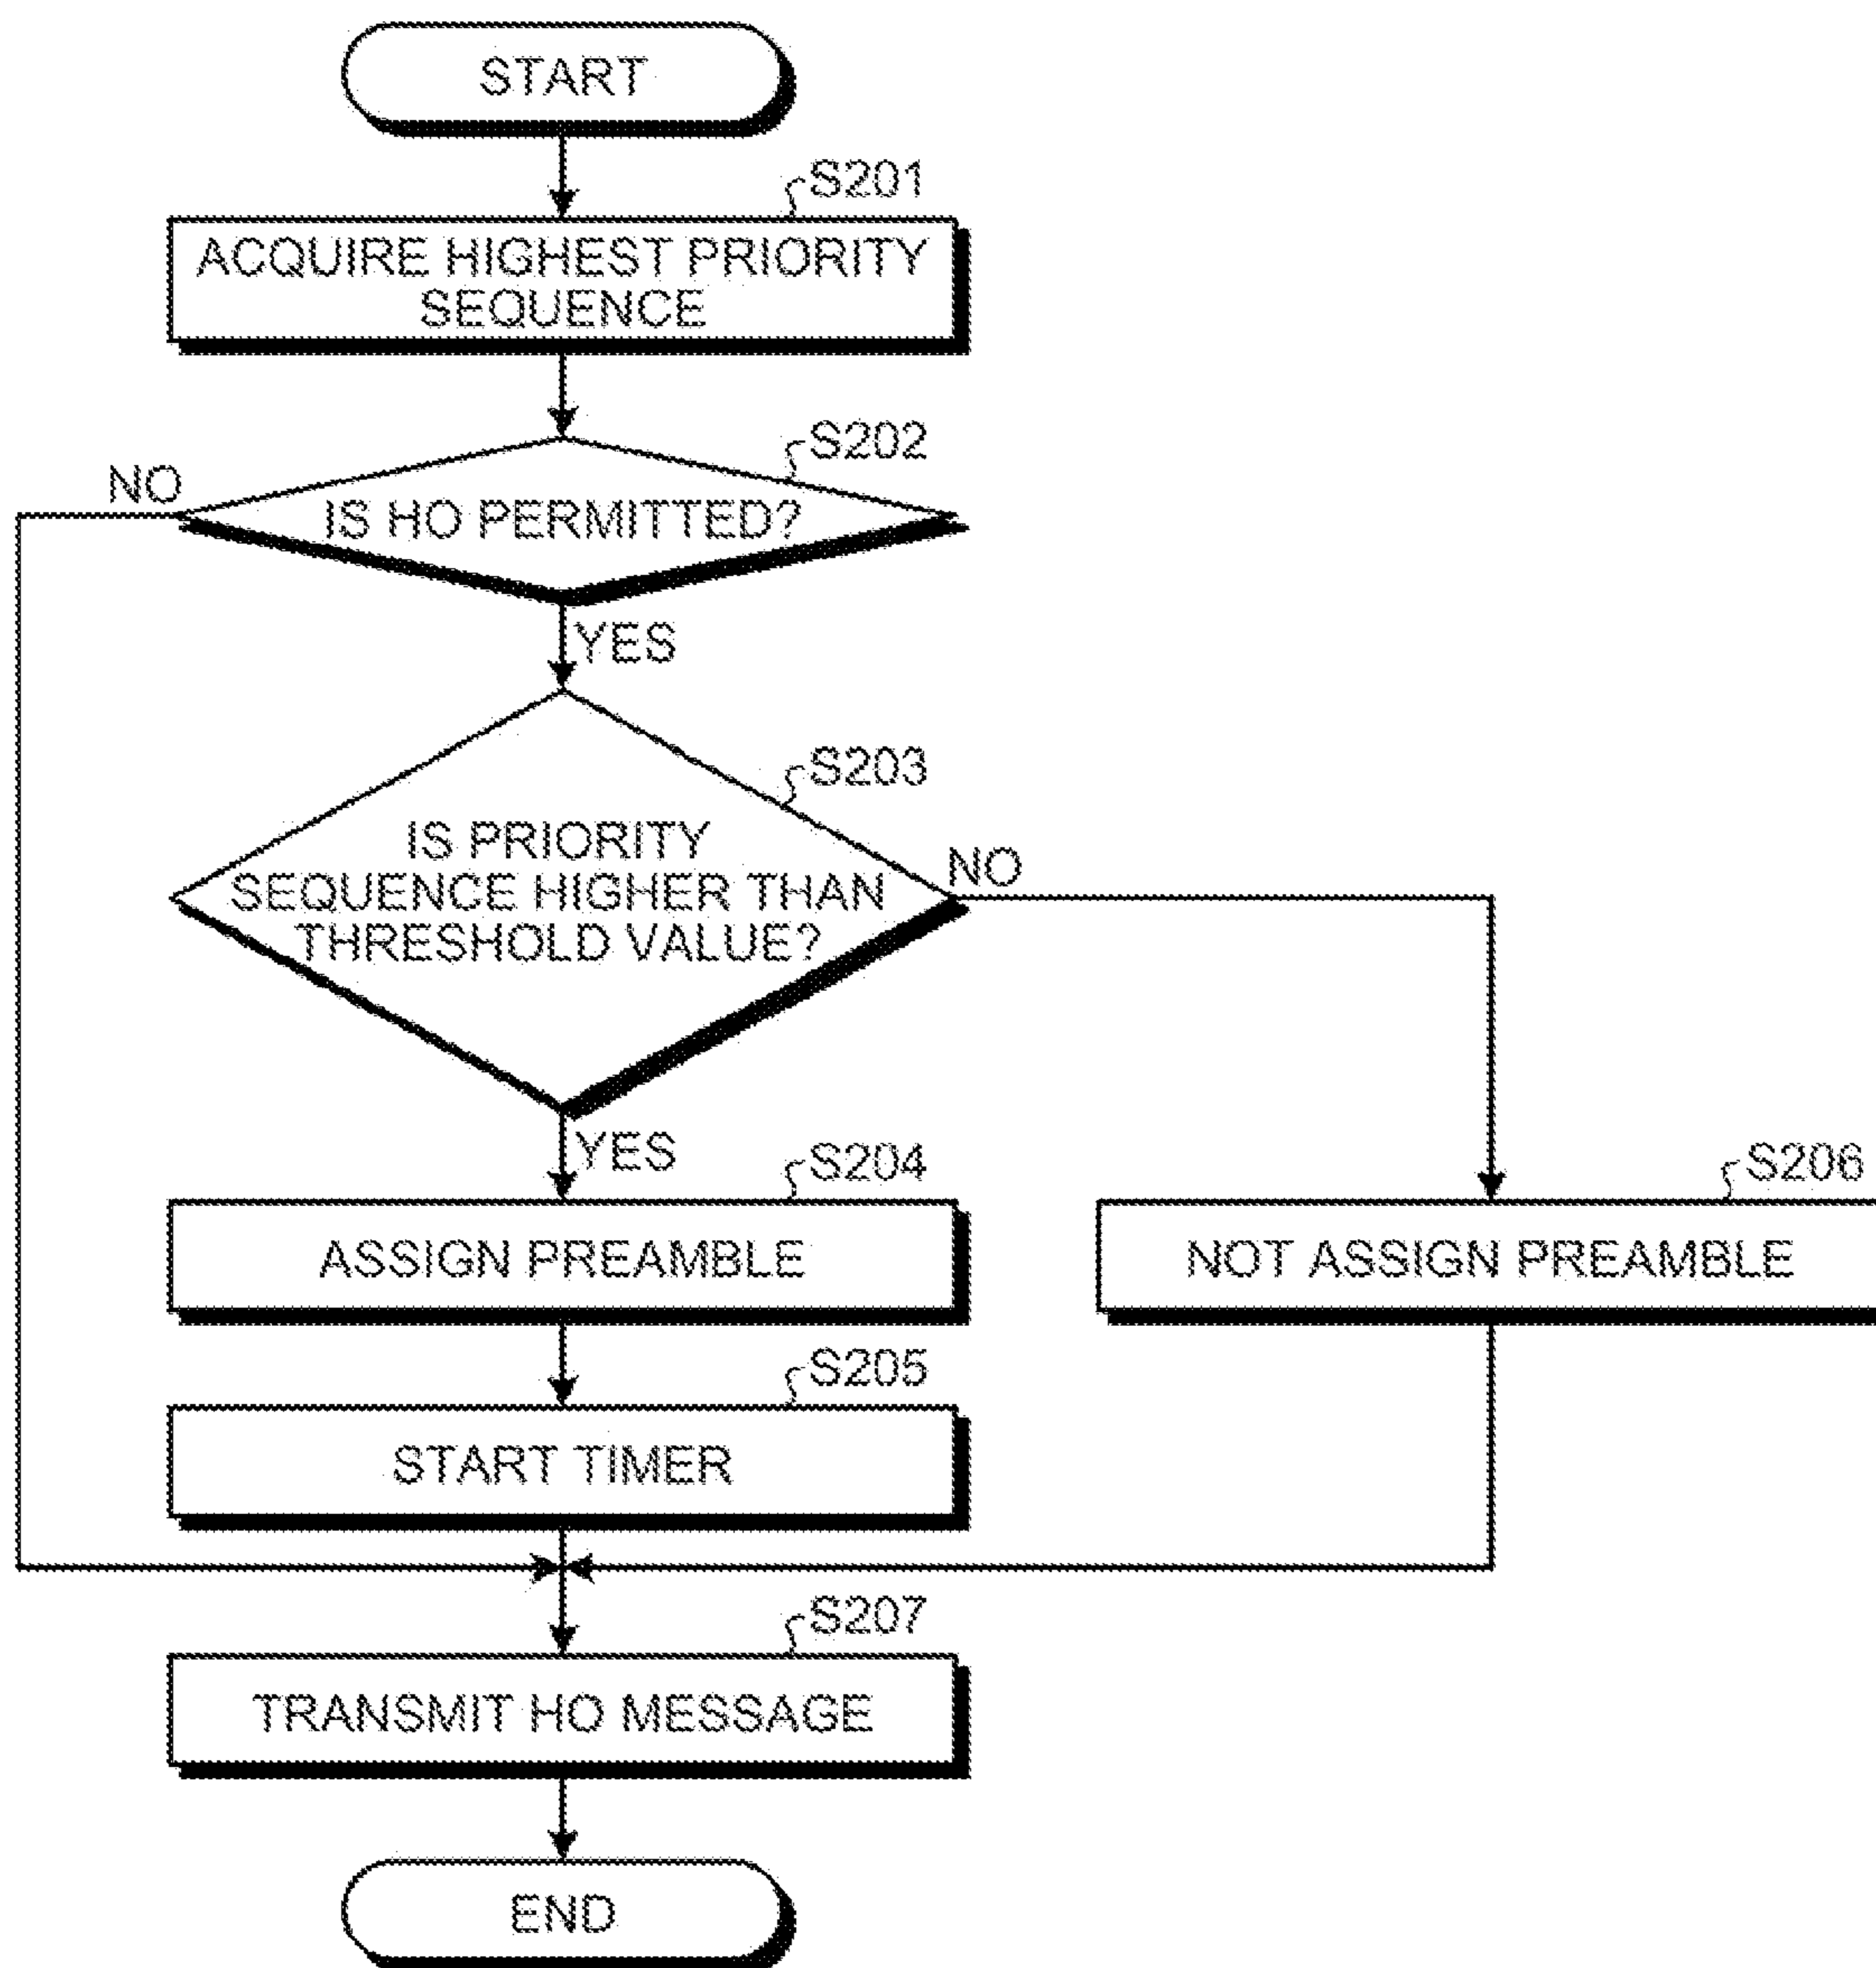 START
S201
ACQUIRE HIGHEST PRIORITY
SEQUENCE
S202
NO
IS HO PERMITTED?
YES
S203
IS PRIORITY
SEQUENCE HIGHER THAN
THRESHOLD VALUE?
NO
YES
S204
ASSIGN PREAMBLE
S206
NOT ASSIGN PREAMBLE
S205
START TIMER
S207
TRANSMIT HO MESSAGE
END